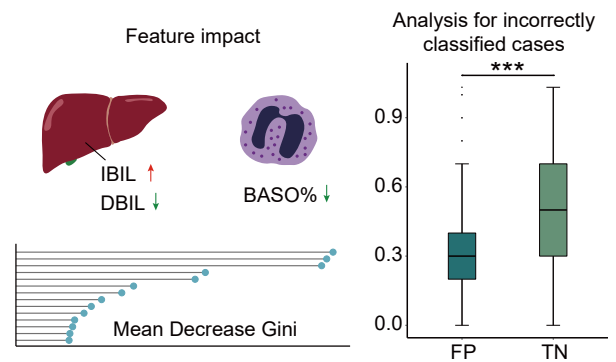 Feature impact
IBIL ↑
DBIL ↓
BASO% ↓
Mean Decrease Gini
Analysis for incorrectly
classified cases
***
0.9
0.6
0.3
0.0
FP TN